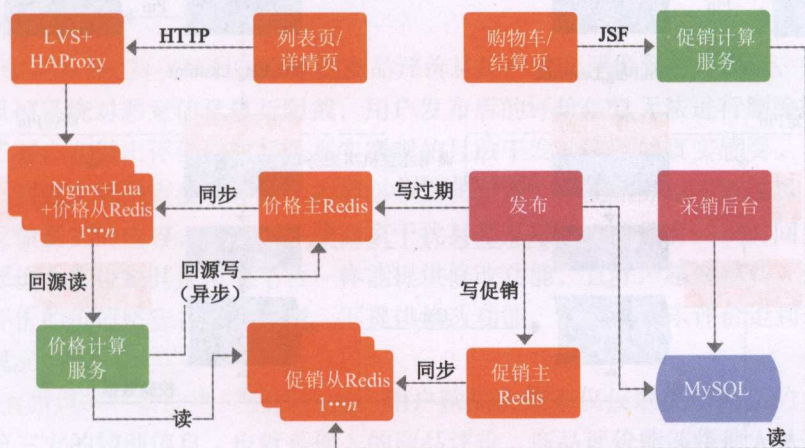 LVS+
HAProxy
HTTP
列表页/
详情页
购物车/
结算页
JSF
促销计算
服务
Nginx+Lua
+价格从Redis
1…n
同步
价格主Redis
写过期
发布
采销后台
回源读
回源写
(异步)
写促销
价格计算
服务
促销从Redis
1…n
同步
促销主
Redis
MySQL
读
读